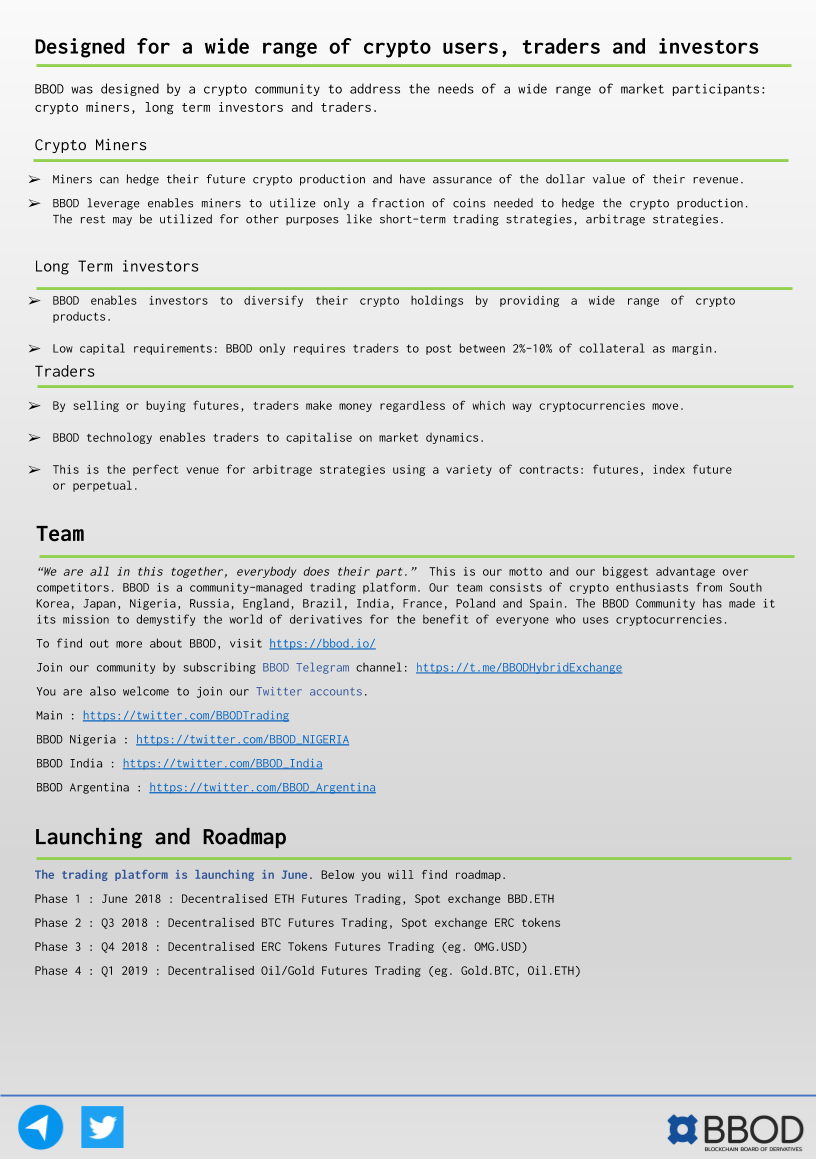 Designed for a wide range of crypto users, traders and investors
BBOD was designed by a crypto community to address the needs of a wide range of market participants:
crypto miners, long term investors and traders.
Crypto Miners
➢ Miners can hedge their future crypto production and have assurance of the dollar value of their revenue.
➢ BBOD leverage enables miners to utilize only a fraction of coins needed to hedge the crypto production.
The rest may be utilized for other purposes like short-term trading strategies, arbitrage strategies.
Long Term investors
➢ BBOD enables investors to diversify their crypto holdings by providing a wide range of crypto
products.
➢ Low capital requirements: BBOD only requires traders to post between 2%-10% of collateral as margin.
Traders
➢ By selling or buying futures, traders make money regardless of which way cryptocurrencies move.
➢ BBOD technology enables traders to capitalise on market dynamics.
➢ This is the perfect venue for arbitrage strategies using a variety of contracts: futures, index future
or perpetual.
Team
“We are all in this together, everybody does their part.” This is our motto and our biggest advantage over
competitors. BBOD is a community-managed trading platform. Our team consists of crypto enthusiasts from South
Korea, Japan, Nigeria, Russia, England, Brazil, India, France, Poland and Spain. The BBOD Community has made it
its mission to demystify the world of derivatives for the benefit of everyone who uses cryptocurrencies.
To find out more about BBOD, visit https://bbod.io/
Join our community by subscribing BBOD Telegram channel: https://t.me/BBODHybridExchange
You are also welcome to join our Twitter accounts.
Main : https://twitter.com/BBODTrading
BBOD Nigeria : https://twitter.com/BBOD_NIGERIA
BBOD India : https://twitter.com/BBOD_India
BBOD Argentina : https://twitter.com/BBOD_Argentina
Launching and Roadmap
The trading platform is launching in June. Below you will find roadmap.
Phase 1 : June 2018 : Decentralised ETH Futures Trading, Spot exchange BBD.ETH
Phase 2 : Q3 2018 : Decentralised BTC Futures Trading, Spot exchange ERC tokens
Phase 3 : Q4 2018 : Decentralised ERC Tokens Futures Trading (eg. OMG.USD)
Phase 4 : Q1 2019 : Decentralised Oil/Gold Futures Trading (eg. Gold.BTC, Oil.ETH)
BBOD
BLOCKCHAIN BOARD OF DERIVATIVES